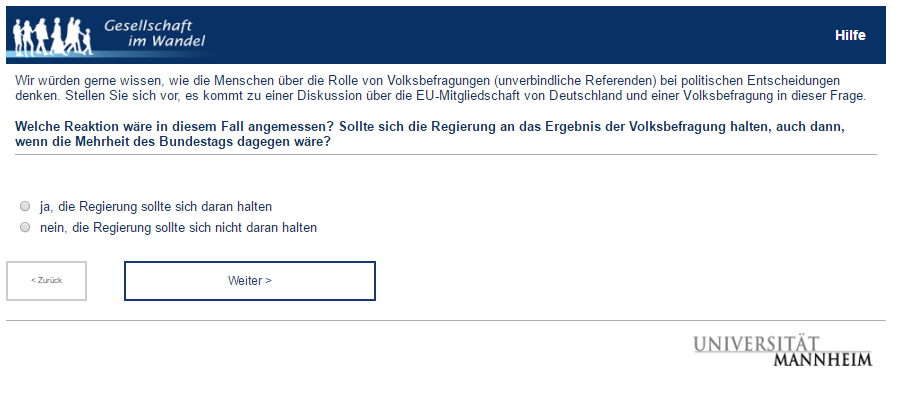 Gesellschaft
im Wandel
Hilfe
Wir würden gerne wissen, wie die Menschen über die Rolle von Volksbefragungen (unverbindliche Referenden) bei politischen Entscheidungen
denken. Stellen Sie sich vor, es kommt zu einer Diskussion über die EU-Mitgliedschaft von Deutschland und einer Volksbefragung in dieser Frage.
Welche Reaktion wäre in diesem Fall angemessen? Sollte sich die Regierung an das Ergebnis der Volksbefragung halten, auch dann,
wenn die Mehrheit des Bundestags dagegen wäre?
ja, die Regierung sollte sich daran halten
nein, die Regierung sollte sich nicht daran halten
< Zurück
Weiter >
UNIVERSITÄT
MANNHEIM